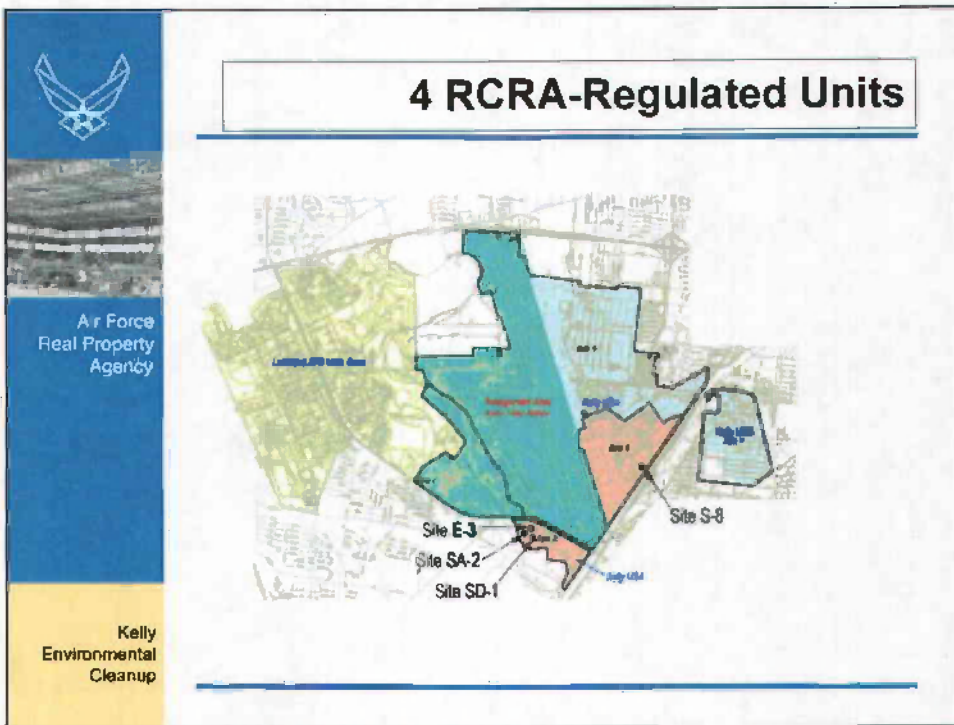 4 RCRA-Regulated Units
Air Force
Real Property
Agency
Site S-8
Site E-3
Site SA-2
Site SD-1
Kelly
Environmental
Cleanup